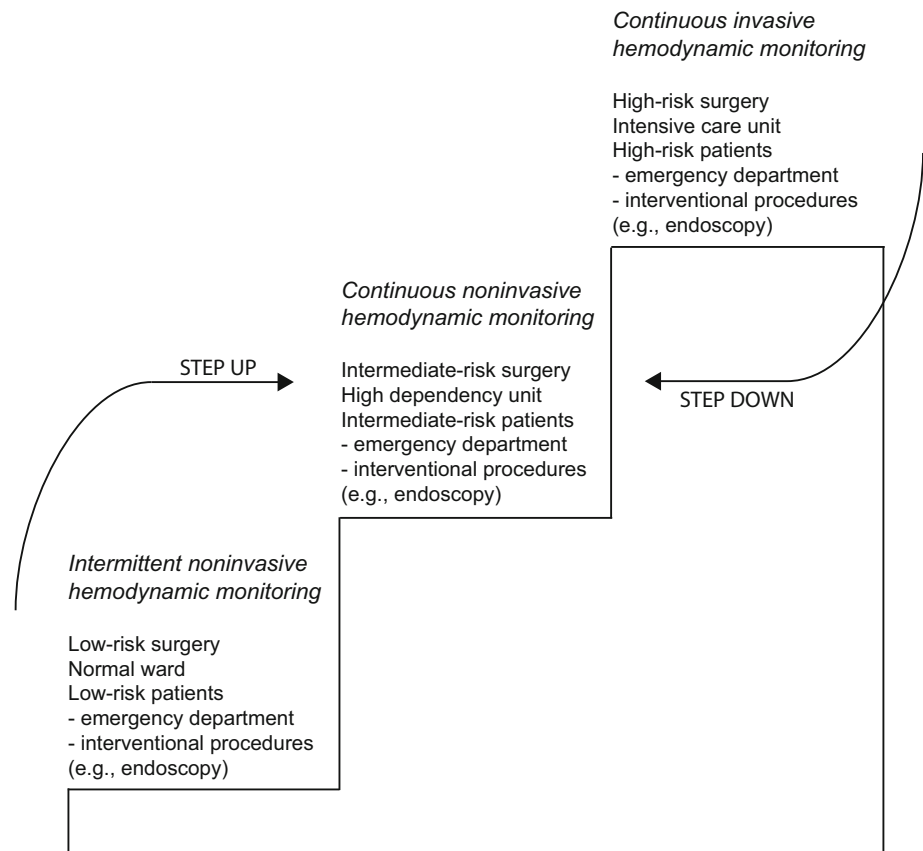 Continuous invasive
hemodynamic monitoring
High-risk surgery
Intensive care unit
High-risk patients
- emergency department
- interventional procedures
(e.g., endoscopy)
Continuous noninvasive
hemodynamic monitoring
Intermediate-risk surgery
High dependency unit
Intermediate-risk patients
- emergency department
- interventional procedures
(e.g., endoscopy)
STEP UP
STEP DOWN
Intermittent noninvasive
hemodynamic monitoring
Low-risk surgery
Normal ward
Low-risk patients
- emergency department
- interventional procedures
(e.g., endoscopy)